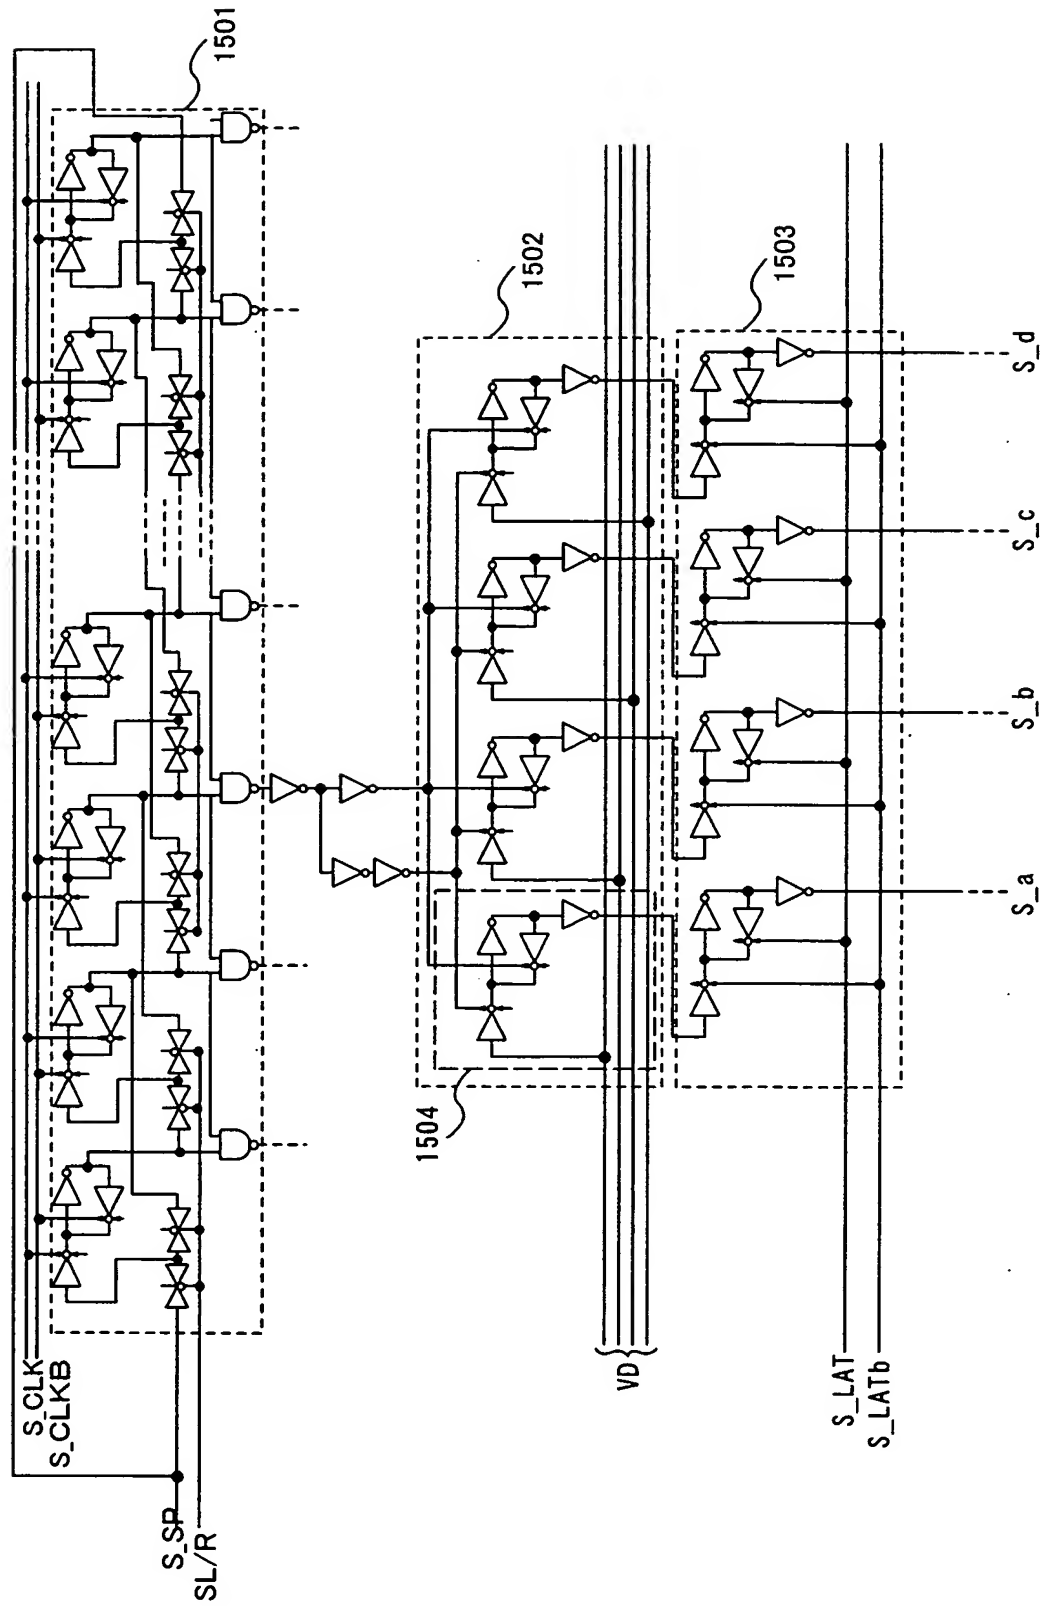 S_CLK
S_CLKB
S_SP
SL/R
1501
1502
1503
1504
VD
S_LAT
S_LATb
S_a
S_b
S_c
S_d